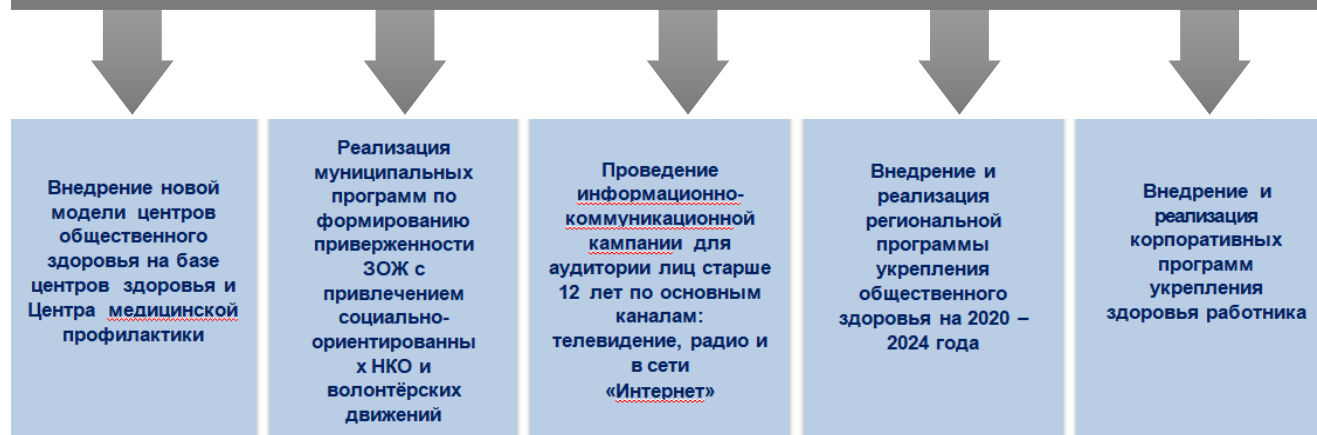 Внедрение новой
модели центров
общественного
здоровья на базе
центров здоровья и
Центра медицинской
профилактики
Реализация
муниципальных
программ по
формированию
приверженности
ЗОЖ с
привлечением
социально-
ориентированны
х НКО и
волонтёрских
движений
Проведение
информационно-
коммуникационной
кампании для
аудитории лиц старше
12 лет по основным
каналам:
телевидение, радио и
в сети
«Интернет»
Внедрение и
реализация
региональной
программы
укрепления
общественного
здоровья на 2020 –
2024 года
Внедрение и
реализация
корпоративных
программ
укрепления
здоровья работника